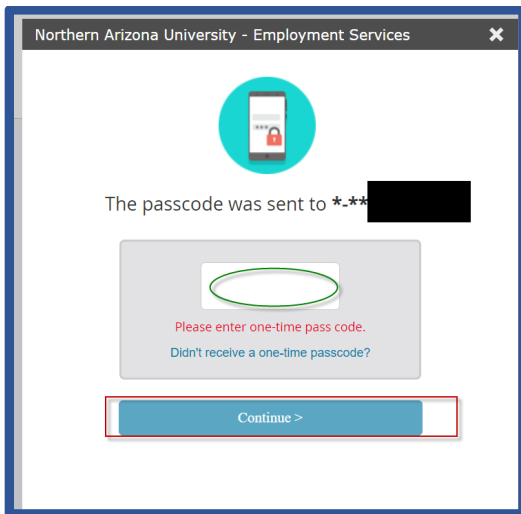 Northern Arizona University - Employment Services
The passcode was sent to *-**
Please enter one-time pass code.
Didn't receive a one-time passcode?
Continue >